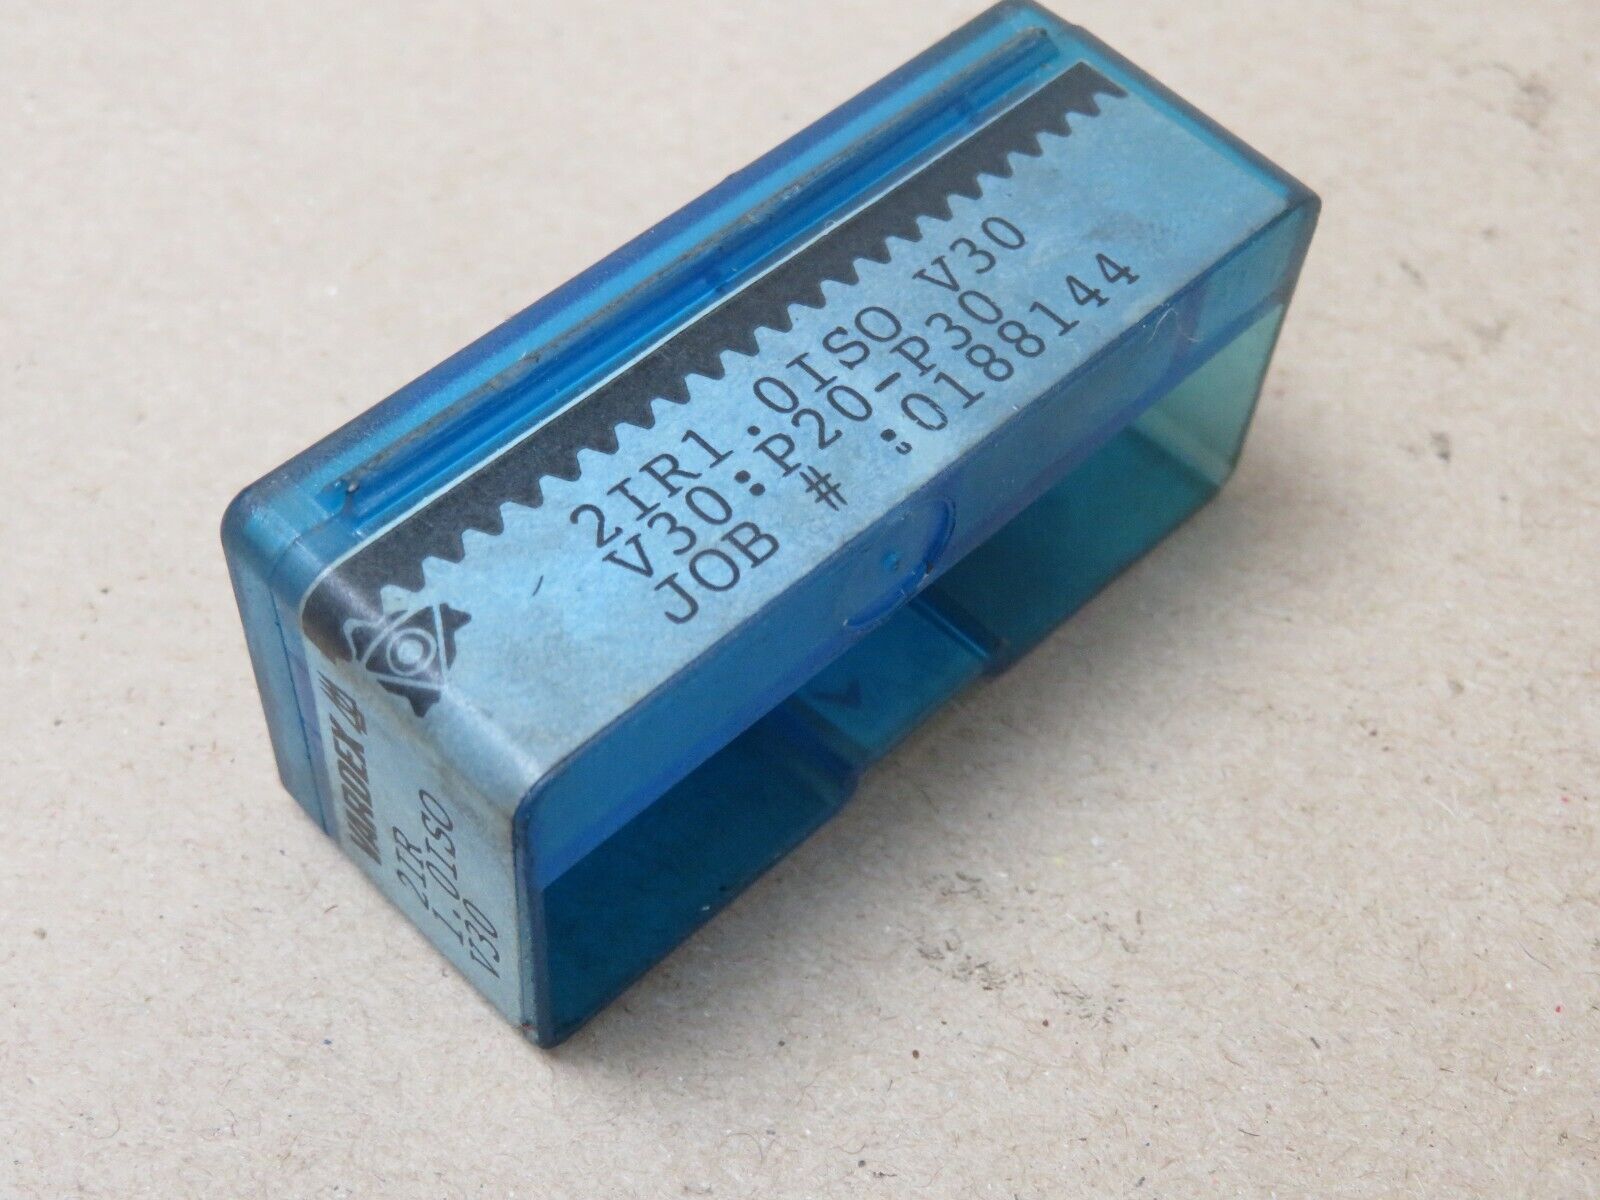 2IR1.0ISO V30
V30:P20-P30
JOB # :0188144
VARDEX
2IR
1.0ISO
V30